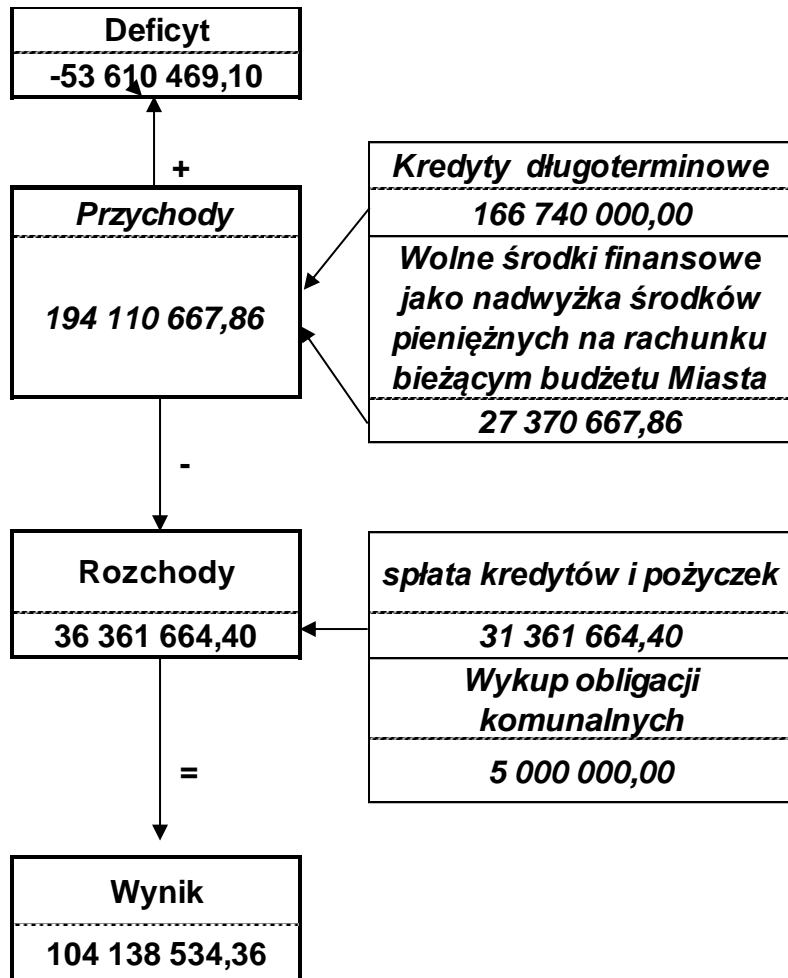 Deficyt
-53 610 469,10
+
Przychody
194 110 667,86
Kredyty długoterminowe
166 740 000,00
Wolne środki finansowe
jako nadwyżka środków
pieniężnych na rachunku
bieżącym budżetu Miasta
27 370 667,86
-
Rozchody
36 361 664,40
spłata kredytów i pożyczek
31 361 664,40
Wykup obligacji
komunalnych
5 000 000,00
=
Wynik
104 138 534,36